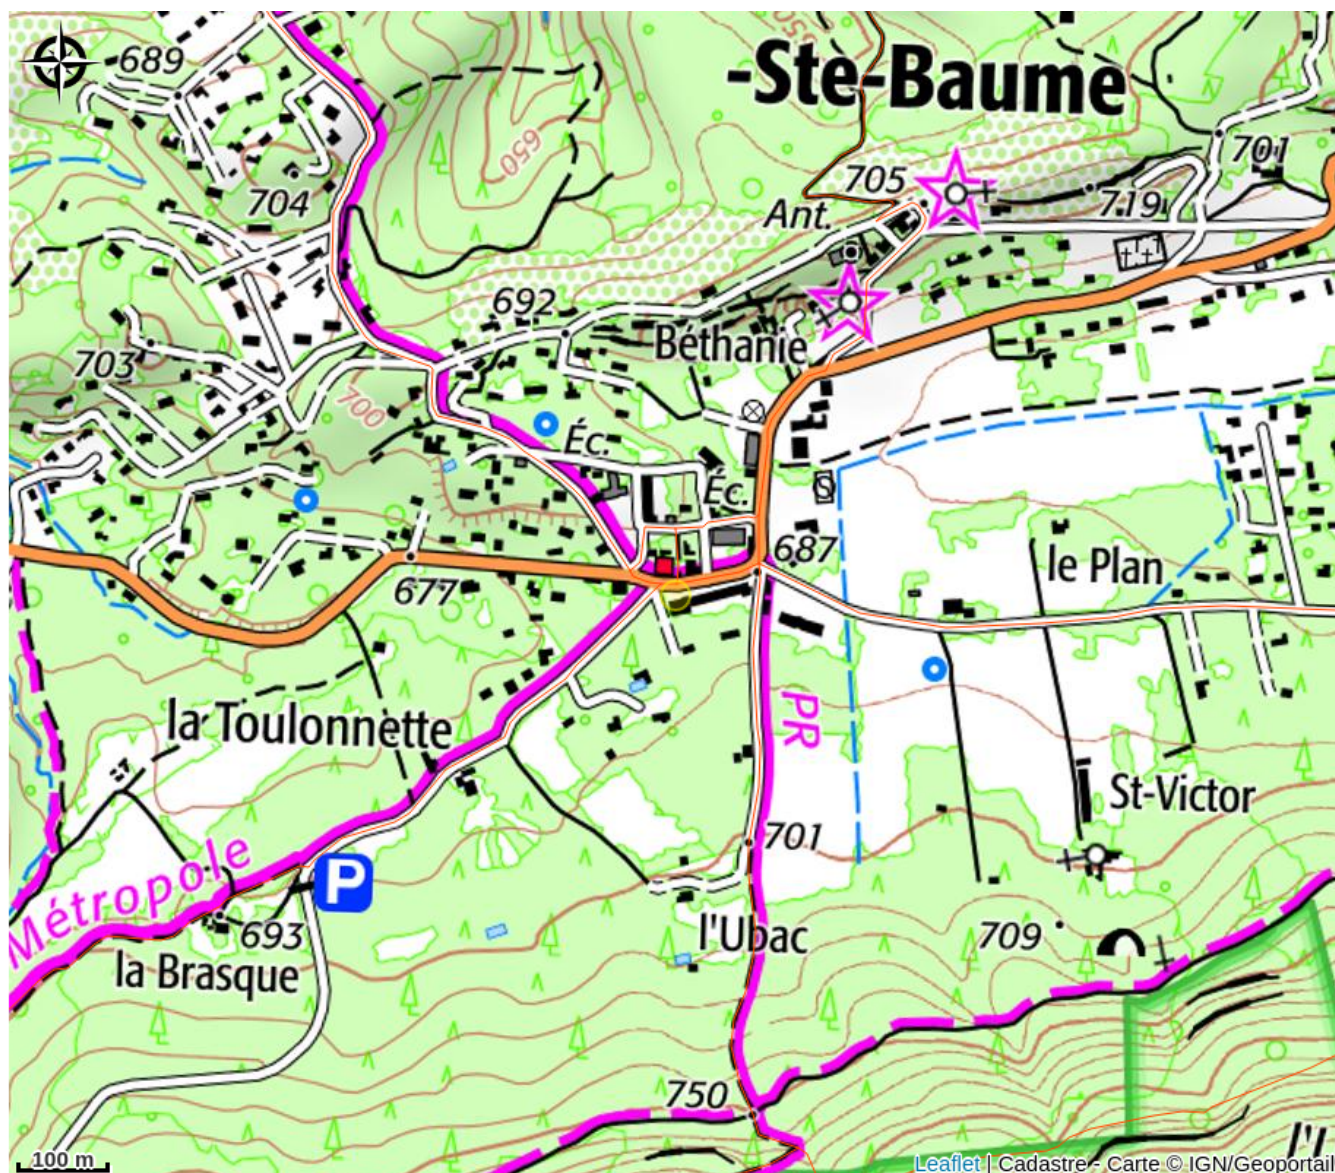 -Ste-Baume
689
650
701
705
719
704
Ant.
692
Béthanie
703
700
Éc.
Éc.
S
687
677
le Plan
PR
la Toulonnette
St-Victor
701
P
Métropole
693
l'Ubac
709
la Brasque
750
100 m
Leaflet | Cadastre - Carte © IGN/Geoportail